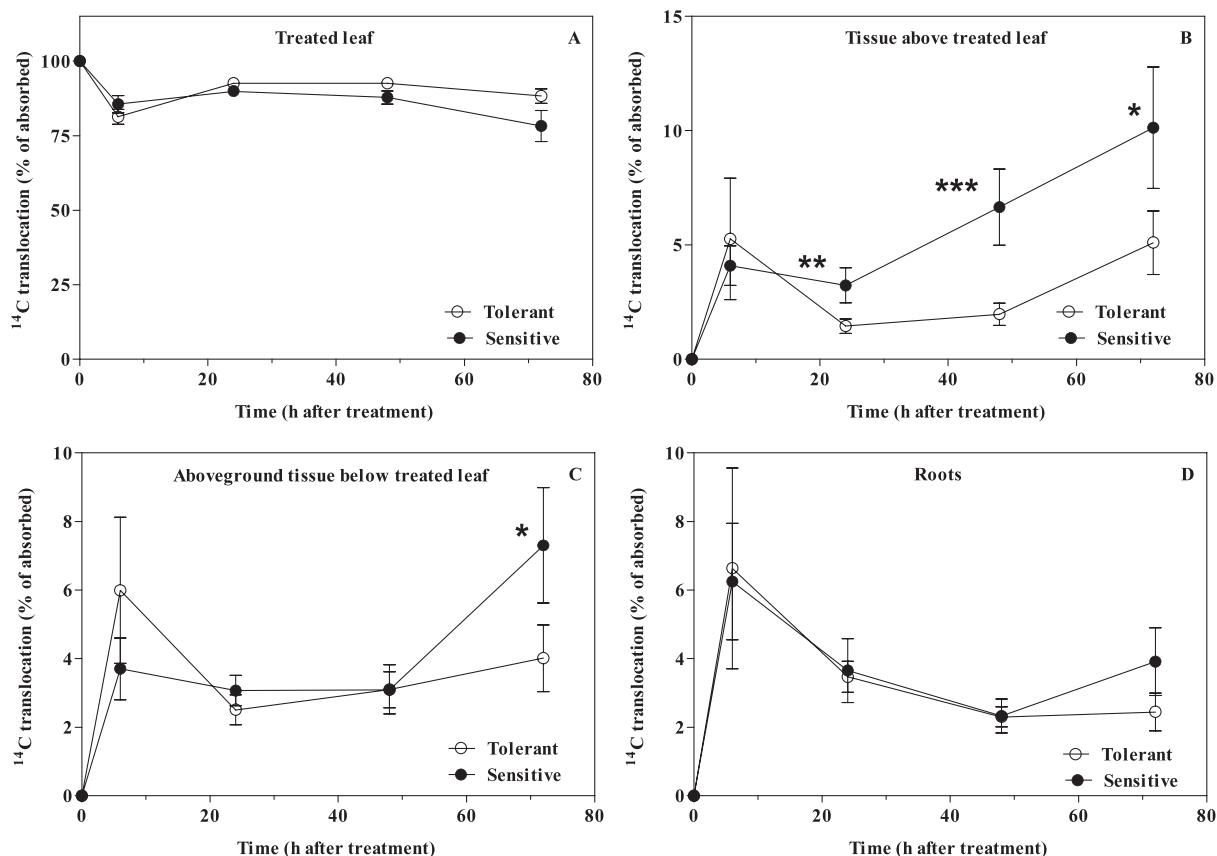 Treated leaf
A
¹⁴C translocation (% of absorbed)
100
75
50
25
0
Tolerant
Sensitive
0 20 40 60 80
Time (h after treatment)
Tissue above treated leaf
B
¹⁴C translocation (% of absorbed)
15
10
5
0
**
***
*
Tolerant
Sensitive
0 20 40 60 80
Time (h after treatment)
Aboveground tissue below treated leaf
C
¹⁴C translocation (% of absorbed)
10
8
6
4
2
0
*
Tolerant
Sensitive
0 20 40 60 80
Time (h after treatment)
Roots
D
¹⁴C translocation (% of absorbed)
10
8
6
4
2
0
Tolerant
Sensitive
0 20 40 60 80
Time (h after treatment)